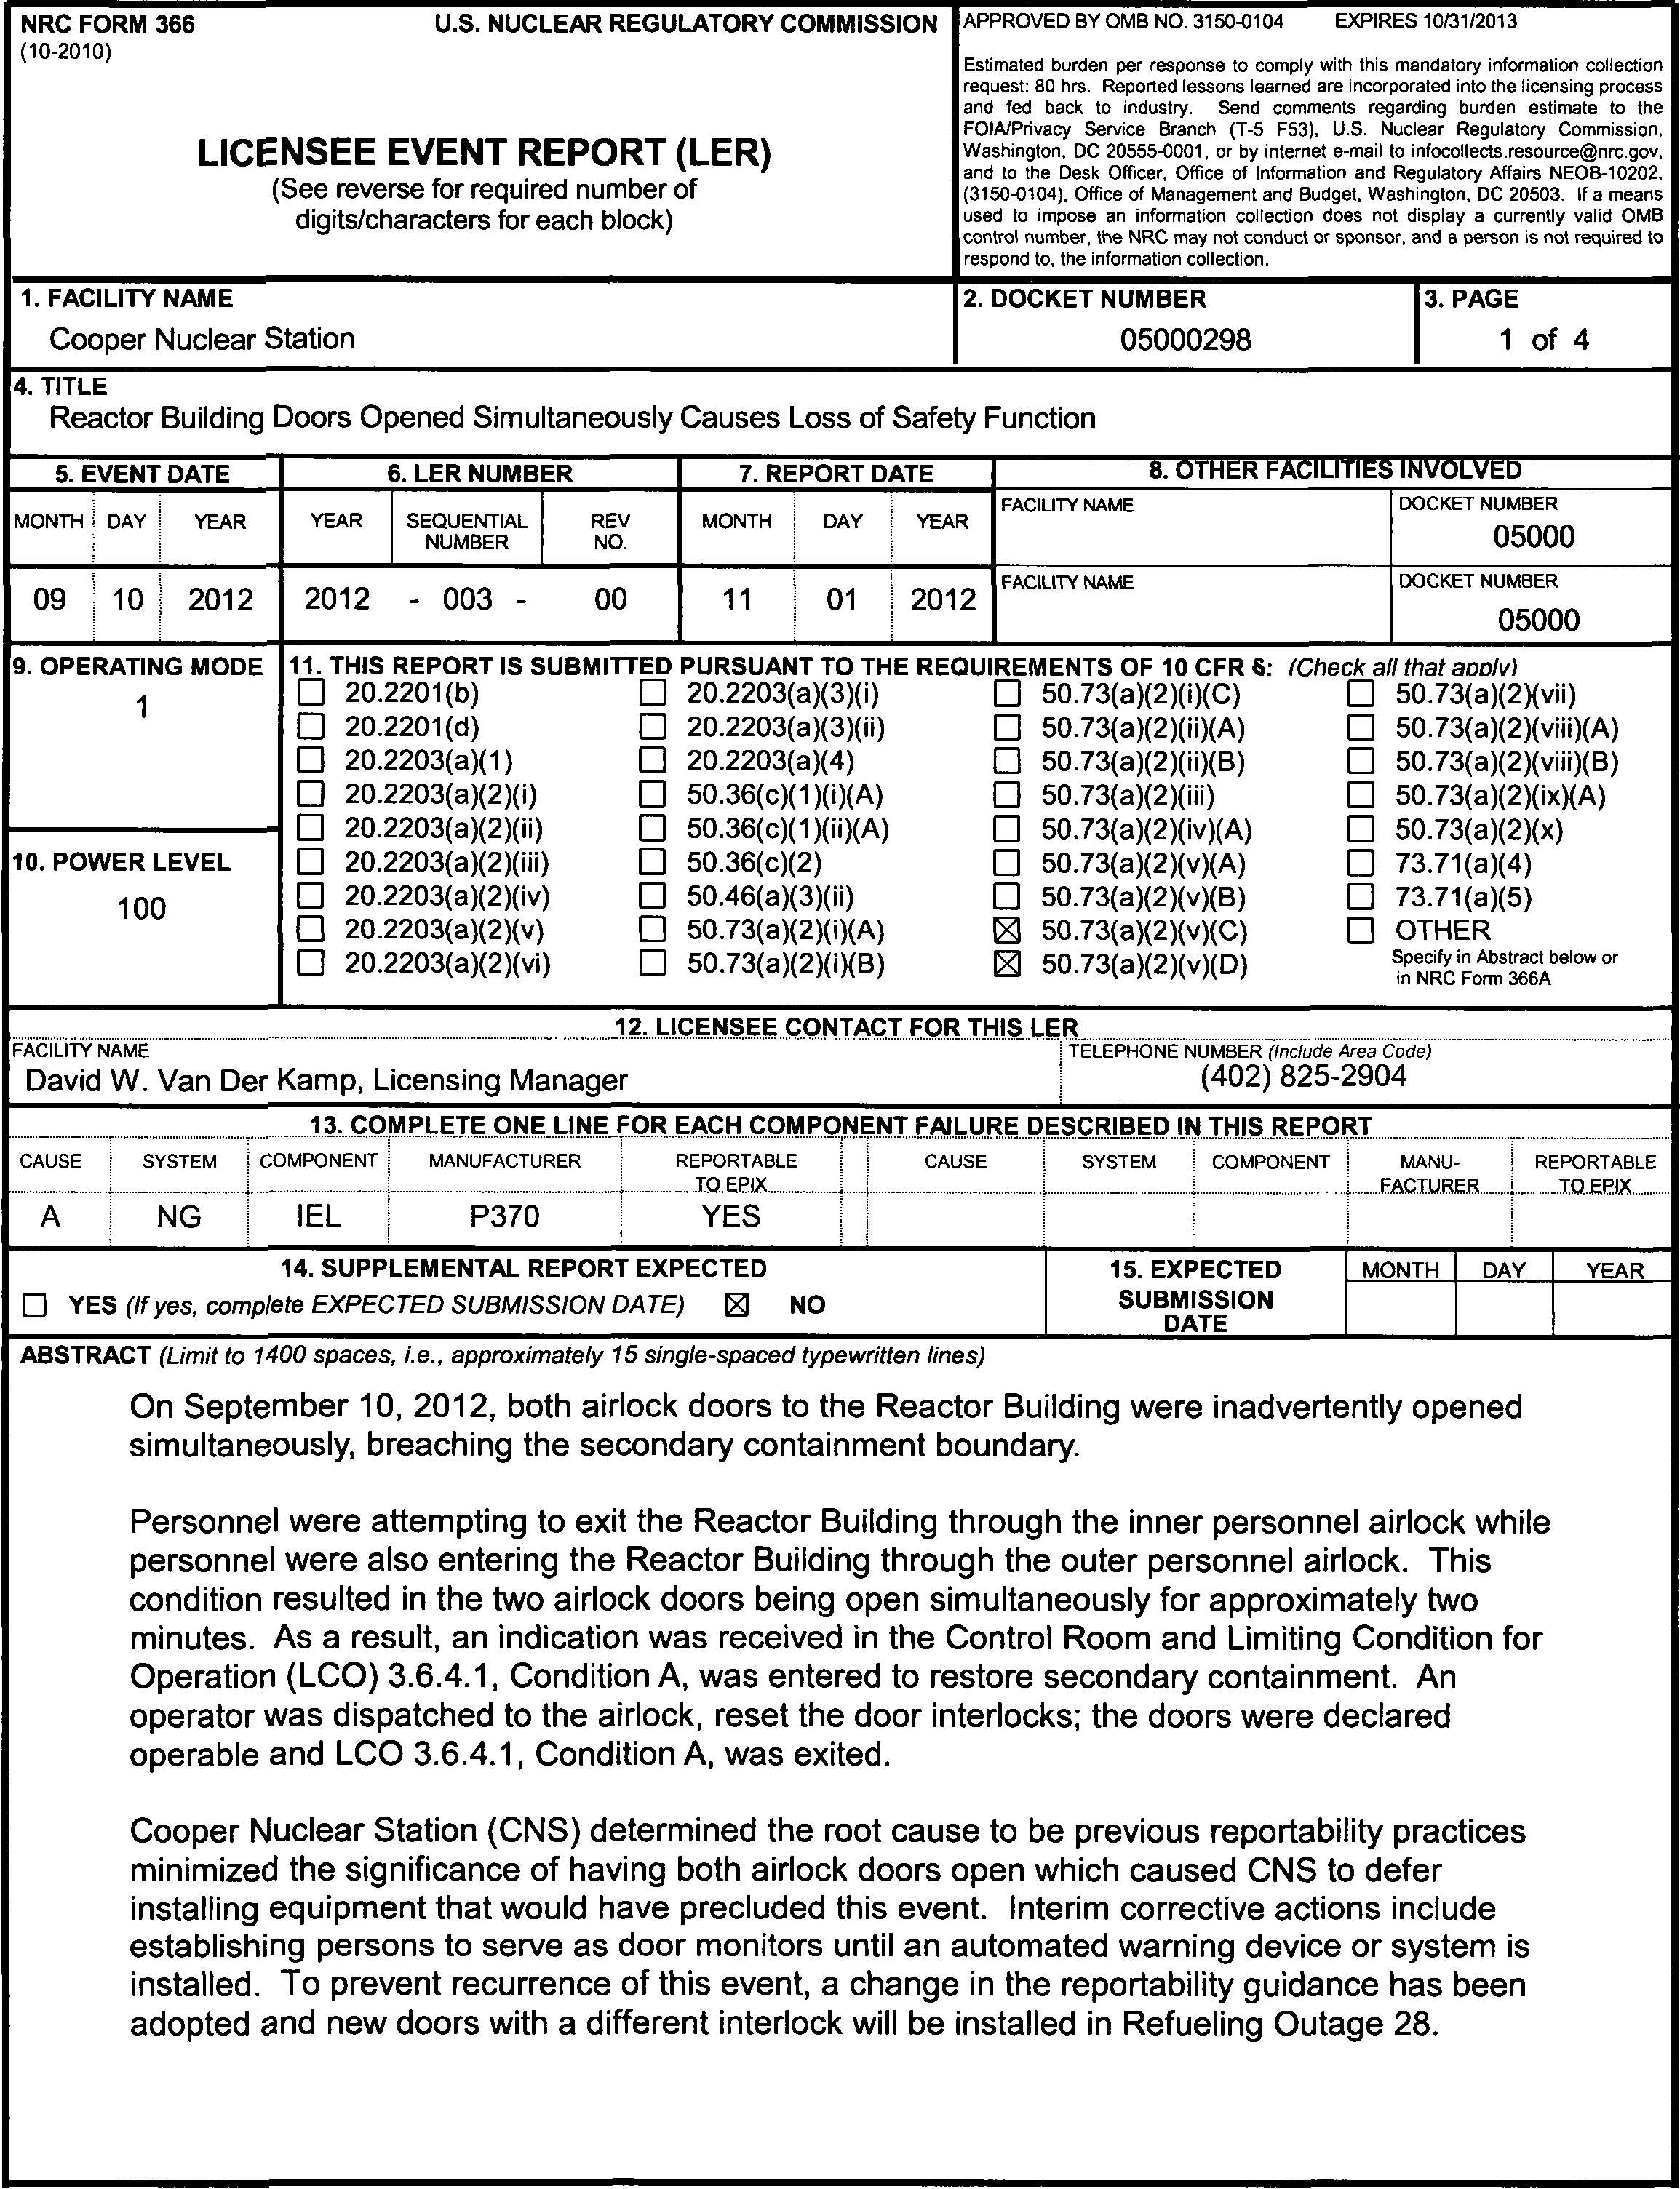 NRC FORM 366
(10-2010)
U.S. NUCLEAR REGULATORY COMMISSION
LICENSEE EVENT REPORT (LER)
(See reverse for required number of
digits/characters for each block)
APPROVED BY OMB NO. 3150-0104 EXPIRES 10/31/2013
Estimated burden per response to comply with this mandatory information collection
request: 80 hrs. Reported lessons learned are incorporated into the licensing process
and fed back to industry. Send comments regarding burden estimate to the
FOIA/Privacy Service Branch (T-5 F53), U.S. Nuclear Regulatory Commission,
Washington, DC 20555-0001, or by internet e-mail to infocollects.resource@nrc.gov,
and to the Desk Officer, Office of Information and Regulatory Affairs NEOB-10202,
(3150-0104), Office of Management and Budget, Washington, DC 20503. If a means
used to impose an information collection does not display a currently valid OMB
control number, the NRC may not conduct or sponsor, and a person is not required to
respond to, the information collection.
1. FACILITY NAME
Cooper Nuclear Station
2. DOCKET NUMBER
05000298
3. PAGE
1 of 4
4. TITLE
Reactor Building Doors Opened Simultaneously Causes Loss of Safety Function
5. EVENT DATE 6. LER NUMBER 7. REPORT DATE 8. OTHER FACILITIES INVOLVED
MONTH DAY YEAR YEAR SEQUENTIAL NUMBER REV NO. MONTH DAY YEAR
FACILITY NAME DOCKET NUMBER
05000
09 10 2012 2012 - 003 - 00 11 01 2012
FACILITY NAME DOCKET NUMBER
05000
9. OPERATING MODE
1
10. POWER LEVEL
100
11. THIS REPORT IS SUBMITTED PURSUANT TO THE REQUIREMENTS OF 10 CFR §: (Check all that apply)
☐ 20.2201(b) ☐ 20.2203(a)(3)(i) ☐ 50.73(a)(2)(i)(C) ☐ 50.73(a)(2)(vii)
☐ 20.2201(d) ☐ 20.2203(a)(3)(ii) ☐ 50.73(a)(2)(ii)(A) ☐ 50.73(a)(2)(viii)(A)
☐ 20.2203(a)(1) ☐ 20.2203(a)(4) ☐ 50.73(a)(2)(ii)(B) ☐ 50.73(a)(2)(viii)(B)
☐ 20.2203(a)(2)(i) ☐ 50.36(c)(1)(i)(A) ☐ 50.73(a)(2)(iii) ☐ 50.73(a)(2)(ix)(A)
☐ 20.2203(a)(2)(ii) ☐ 50.36(c)(1)(ii)(A) ☐ 50.73(a)(2)(iv)(A) ☐ 50.73(a)(2)(x)
☐ 20.2203(a)(2)(iii) ☐ 50.36(c)(2) ☐ 50.73(a)(2)(v)(A) ☐ 73.71(a)(4)
☐ 20.2203(a)(2)(iv) ☐ 50.46(a)(3)(ii) ☐ 50.73(a)(2)(v)(B) ☐ 73.71(a)(5)
☐ 20.2203(a)(2)(v) ☐ 50.73(a)(2)(i)(A) ☒ 50.73(a)(2)(v)(C) ☐ OTHER
☐ 20.2203(a)(2)(vi) ☐ 50.73(a)(2)(i)(B) ☒ 50.73(a)(2)(v)(D) Specify in Abstract below or
in NRC Form 366A
12. LICENSEE CONTACT FOR THIS LER
FACILITY NAME
David W. Van Der Kamp, Licensing Manager
TELEPHONE NUMBER (Include Area Code)
(402) 825-2904
13. COMPLETE ONE LINE FOR EACH COMPONENT FAILURE DESCRIBED IN THIS REPORT
CAUSE SYSTEM COMPONENT MANUFACTURER REPORTABLE TO EPIX CAUSE SYSTEM COMPONENT MANU-FACTURER REPORTABLE TO EPIX
A NG IEL P370 YES
14. SUPPLEMENTAL REPORT EXPECTED
☐ YES (If yes, complete EXPECTED SUBMISSION DATE) ☒ NO
15. EXPECTED
SUBMISSION
DATE
MONTH DAY YEAR
ABSTRACT (Limit to 1400 spaces, i.e., approximately 15 single-spaced typewritten lines)
On September 10, 2012, both airlock doors to the Reactor Building were inadvertently opened
simultaneously, breaching the secondary containment boundary.
Personnel were attempting to exit the Reactor Building through the inner personnel airlock while
personnel were also entering the Reactor Building through the outer personnel airlock. This
condition resulted in the two airlock doors being open simultaneously for approximately two
minutes. As a result, an indication was received in the Control Room and Limiting Condition for
Operation (LCO) 3.6.4.1, Condition A, was entered to restore secondary containment. An
operator was dispatched to the airlock, reset the door interlocks; the doors were declared
operable and LCO 3.6.4.1, Condition A, was exited.
Cooper Nuclear Station (CNS) determined the root cause to be previous reportability practices
minimized the significance of having both airlock doors open which caused CNS to defer
installing equipment that would have precluded this event. Interim corrective actions include
establishing persons to serve as door monitors until an automated warning device or system is
installed. To prevent recurrence of this event, a change in the reportability guidance has been
adopted and new doors with a different interlock will be installed in Refueling Outage 28.